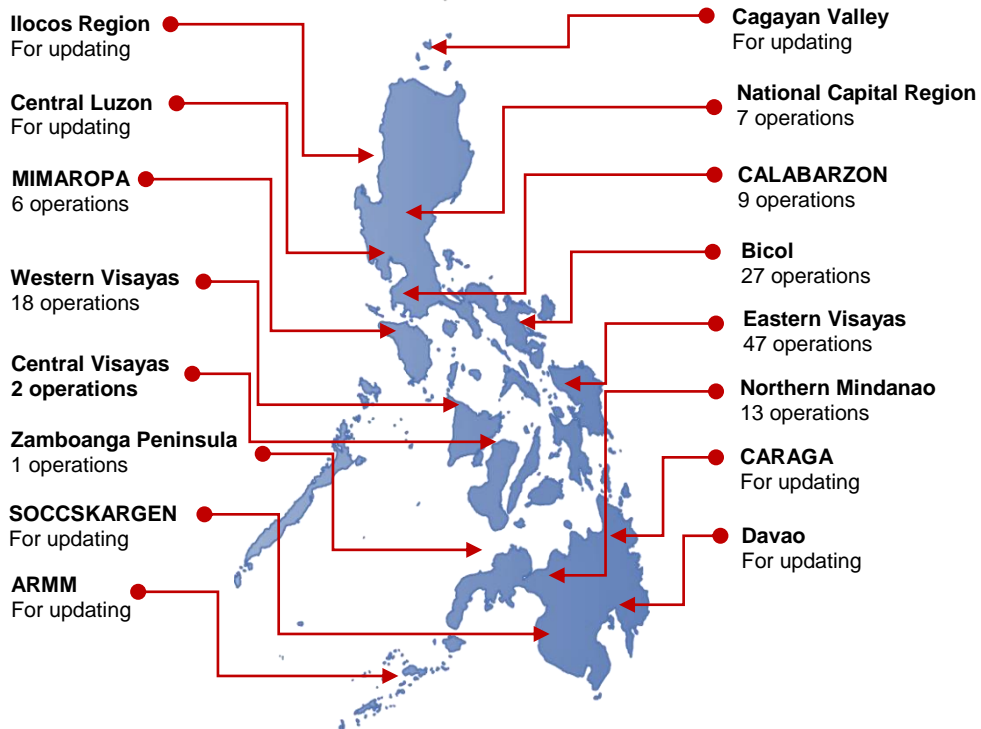 Ilocos Region
For updating
Central Luzon
For updating
MIMAROPA
6 operations
Western Visayas
18 operations
Central Visayas
2 operations
Zamboanga Peninsula
1 operations
SOCCSKARGEN
For updating
ARMM
For updating
Cagayan Valley
For updating
National Capital Region
7 operations
CALABARZON
9 operations
Bicol
27 operations
Eastern Visayas
47 operations
Northern Mindanao
13 operations
CARAGA
For updating
Davao
For updating